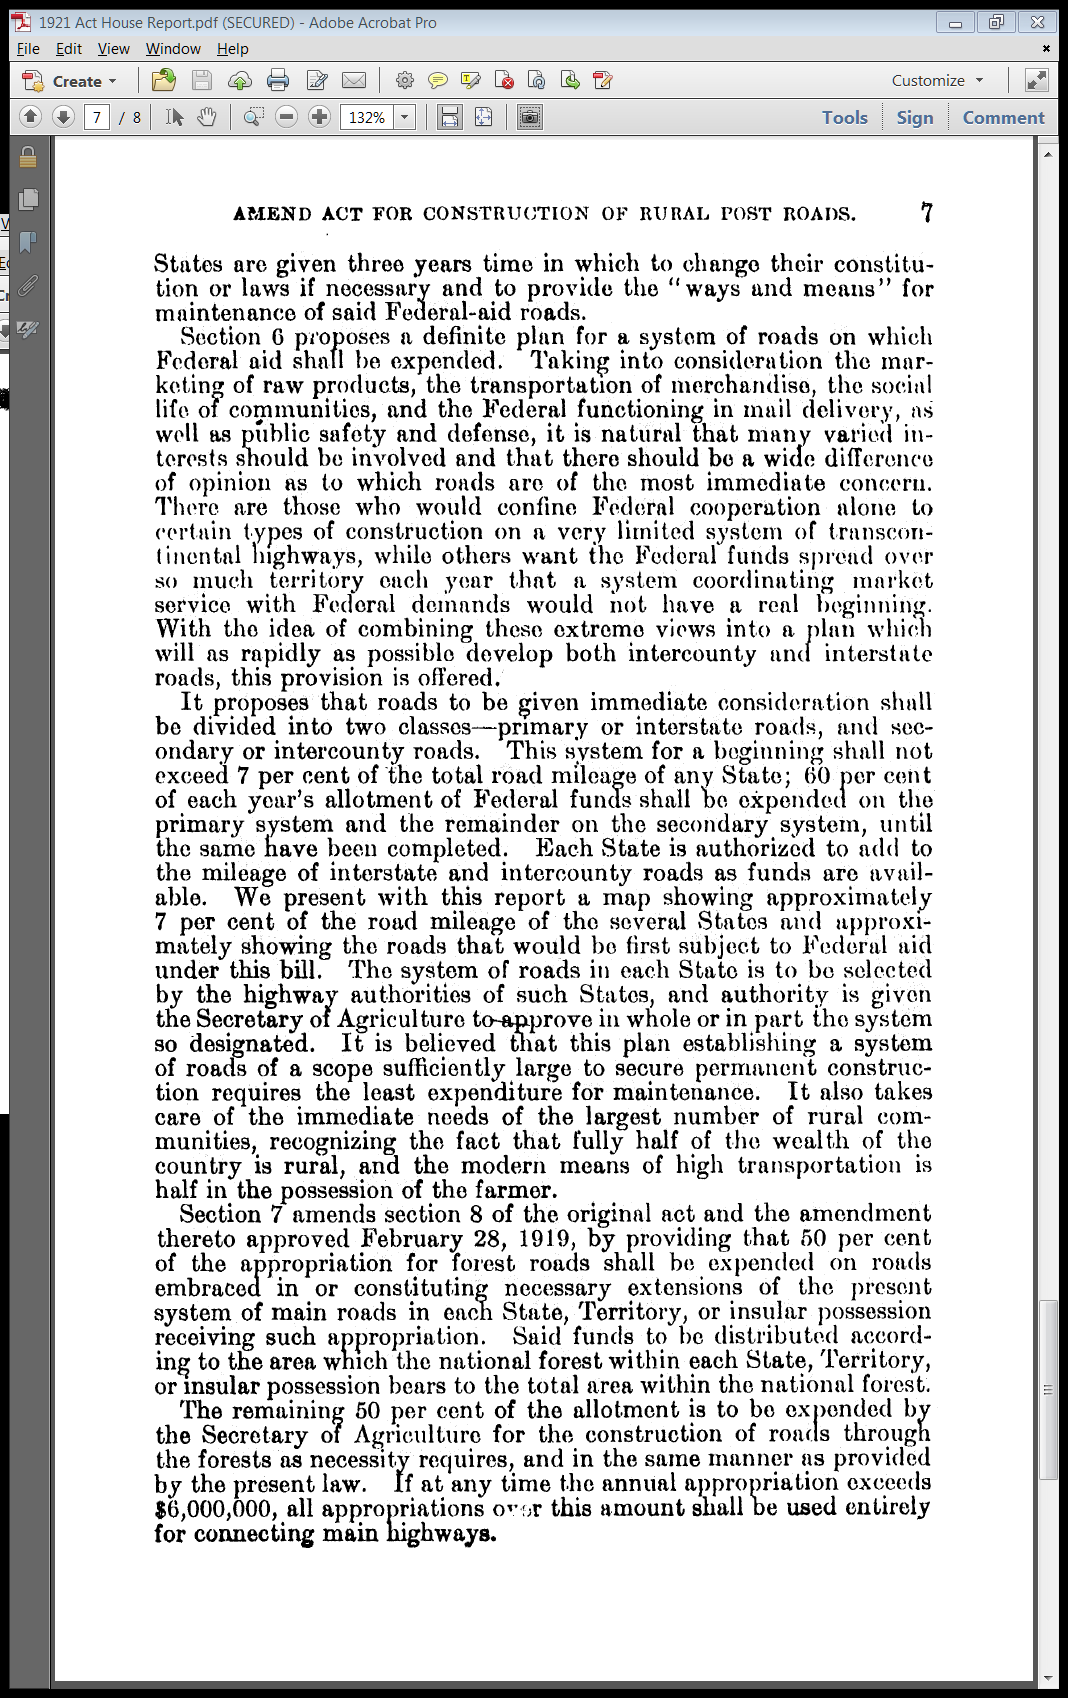 1921 Act House Report.pdf (SECURED) - Adobe Acrobat Pro
File Edit View Window Help
Create Customize
7 / 8 132% Tools Sign Comment
AMEND ACT FOR CONSTRUCTION OF RURAL POST ROADS. 7
States are given three years time in which to change their constitu-
tion or laws if necessary and to provide the "ways and means" for
maintenance of said Federal-aid roads.
Section 6 proposes a definite plan for a system of roads on which
Federal aid shall be expended. Taking into consideration the mar-
keting of raw products, the transportation of merchandise, the social
life of communities, and the Federal functioning in mail delivery, as
well as public safety and defense, it is natural that many varied in-
terests should be involved and that there should be a wide difference
of opinion as to which roads are of the most immediate concern.
There are those who would confine Federal cooperation alone to
certain types of construction on a very limited system of transcon-
tinental highways, while others want the Federal funds spread over
so much territory each year that a system coordinating market
service with Federal demands would not have a real beginning.
With the idea of combining these extreme views into a plan which
will as rapidly as possible develop both intercounty and interstate
roads, this provision is offered.
It proposes that roads to be given immediate consideration shall
be divided into two classes—primary or interstate roads, and sec-
ondary or intercounty roads. This system for a beginning shall not
exceed 7 per cent of the total road mileage of any State; 60 per cent
of each year's allotment of Federal funds shall be expended on the
primary system and the remainder on the secondary system, until
the same have been completed. Each State is authorized to add to
the mileage of interstate and intercounty roads as funds are avail-
able. We present with this report a map showing approximately
7 per cent of the road mileage of the several States and approxi-
mately showing the roads that would be first subject to Federal aid
under this bill. The system of roads in each State is to be selected
by the highway authorities of such States, and authority is given
the Secretary of Agriculture to approve in whole or in part the system
so designated. It is believed that this plan establishing a system
of roads of a scope sufficiently large to secure permanent construc-
tion requires the least expenditure for maintenance. It also takes
care of the immediate needs of the largest number of rural com-
munities, recognizing the fact that fully half of the wealth of the
country is rural, and the modern means of high transportation is
half in the possession of the farmer.
Section 7 amends section 8 of the original act and the amendment
thereto approved February 28, 1919, by providing that 50 per cent
of the appropriation for forest roads shall be expended on roads
embraced in or constituting necessary extensions of the present
system of main roads in each State, Territory, or insular possession
receiving such appropriation. Said funds to be distributed accord-
ing to the area which the national forest within each State, Territory,
or insular possession bears to the total area within the national forest.
The remaining 50 per cent of the allotment is to be expended by
the Secretary of Agriculture for the construction of roads through
the forests as necessity requires, and in the same manner as provided
by the present law. If at any time the annual appropriation exceeds
$6,000,000, all appropriations over this amount shall be used entirely
for connecting main highways.